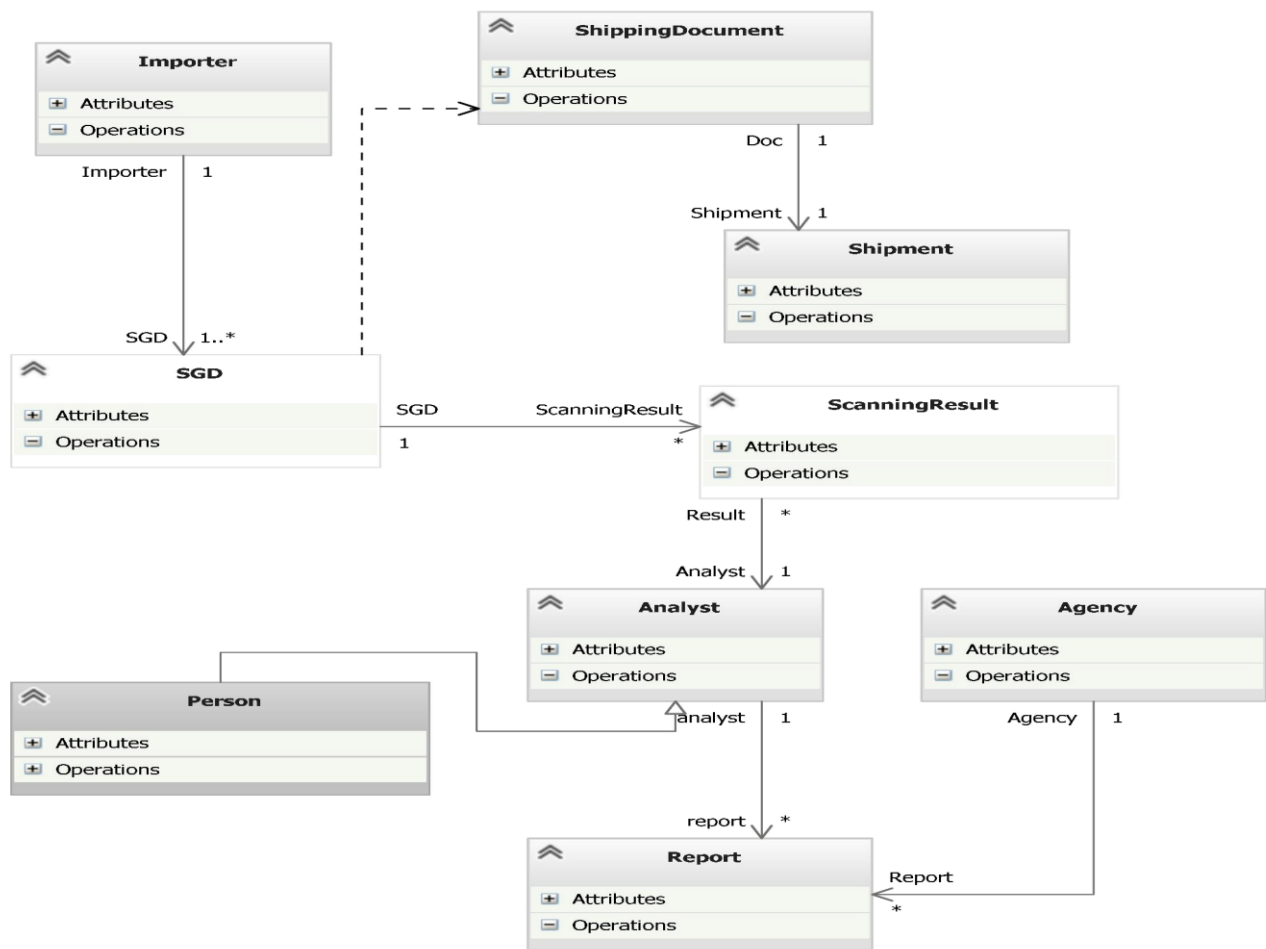 ShippingDocument
Attributes
Operations
Importer
Attributes
Operations
Doc 1
Importer 1
Shipment 1
Shipment
Attributes
Operations
SGD 1..*
SGD
Attributes
Operations
SGD ScanningResult
1 *
ScanningResult
Attributes
Operations
Result *
Analyst 1
Analyst
Attributes
Operations
Agency
Attributes
Operations
Person
Attributes
Operations
analyst 1
Agency 1
report *
Report
Attributes
Operations
Report
*